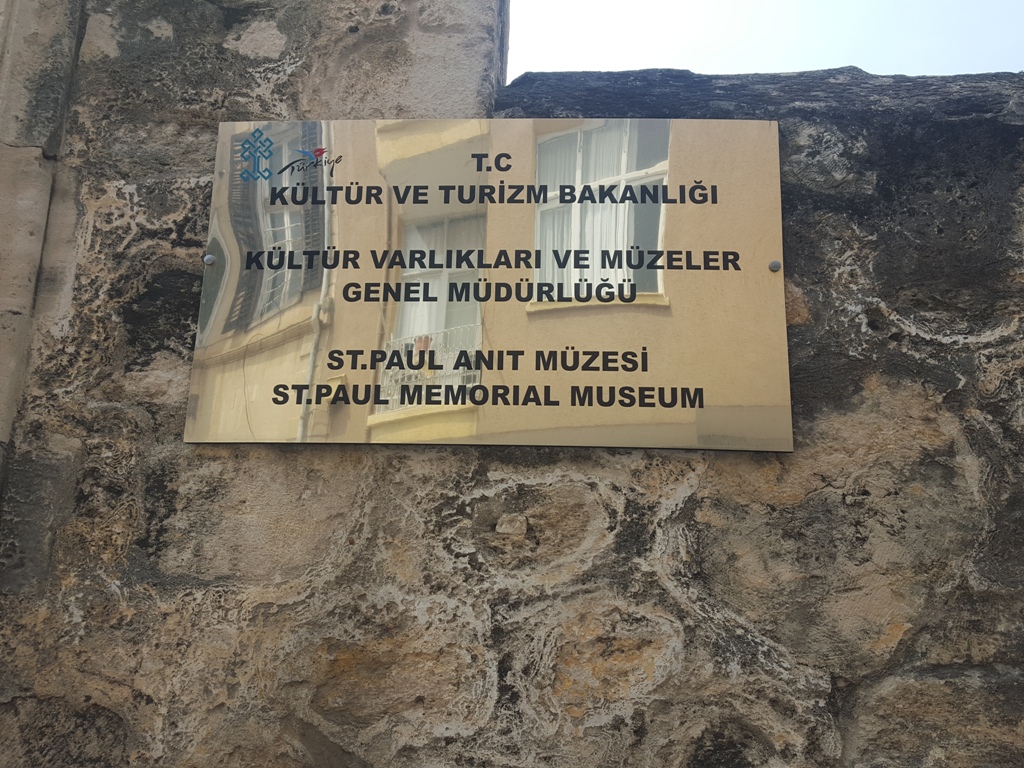 Türkiye
T.C
KÜLTÜR VE TURİZM BAKANLIĞI
KÜLTÜR VARLIKLARI VE MÜZELER
GENEL MÜDÜRLÜĞÜ
ST.PAUL ANIT MÜZESİ
ST.PAUL MEMORIAL MUSEUM